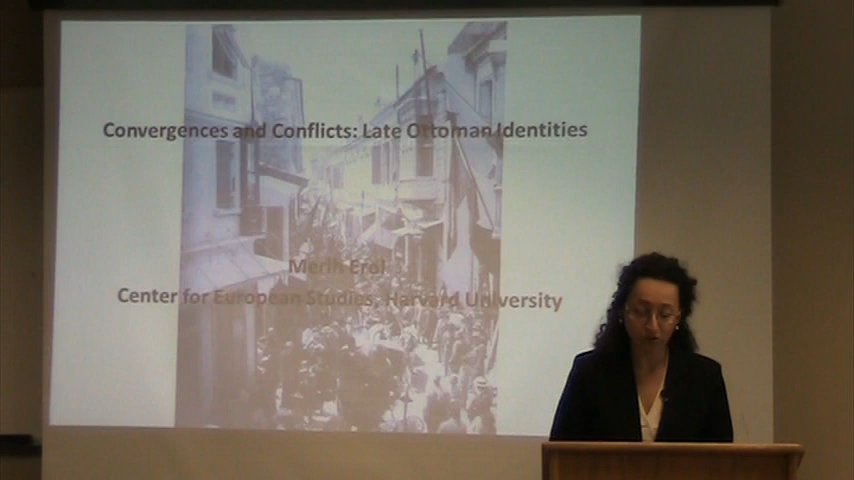 Convergences and Conflicts: Late Ottoman Identities
Merih Erol
Center for European Studies, Harvard University